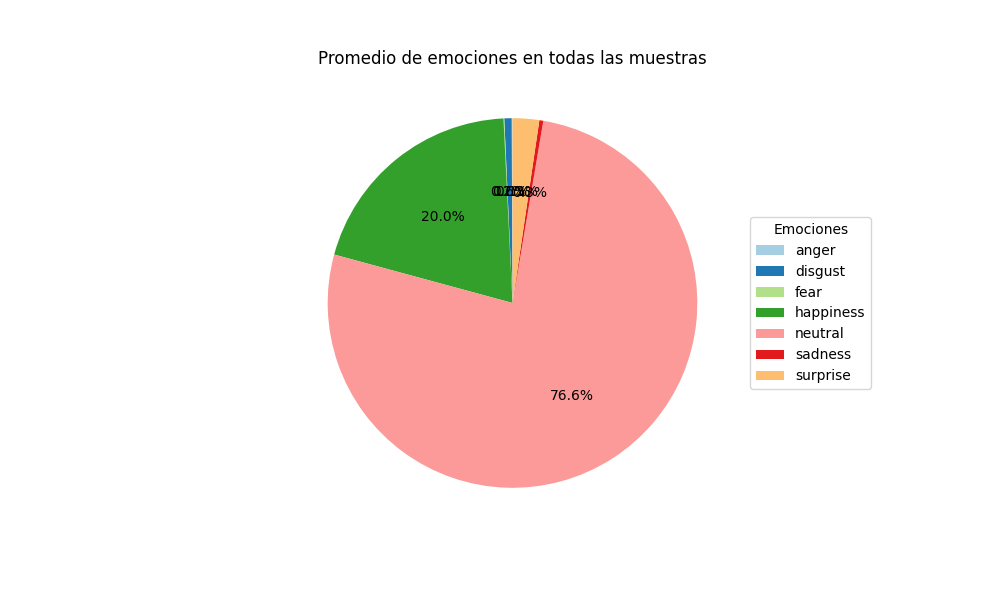 Promedio de emociones en todas las muestras
20.0%
76.6%
Emociones
anger
disgust
fear
happiness
neutral
sadness
surprise